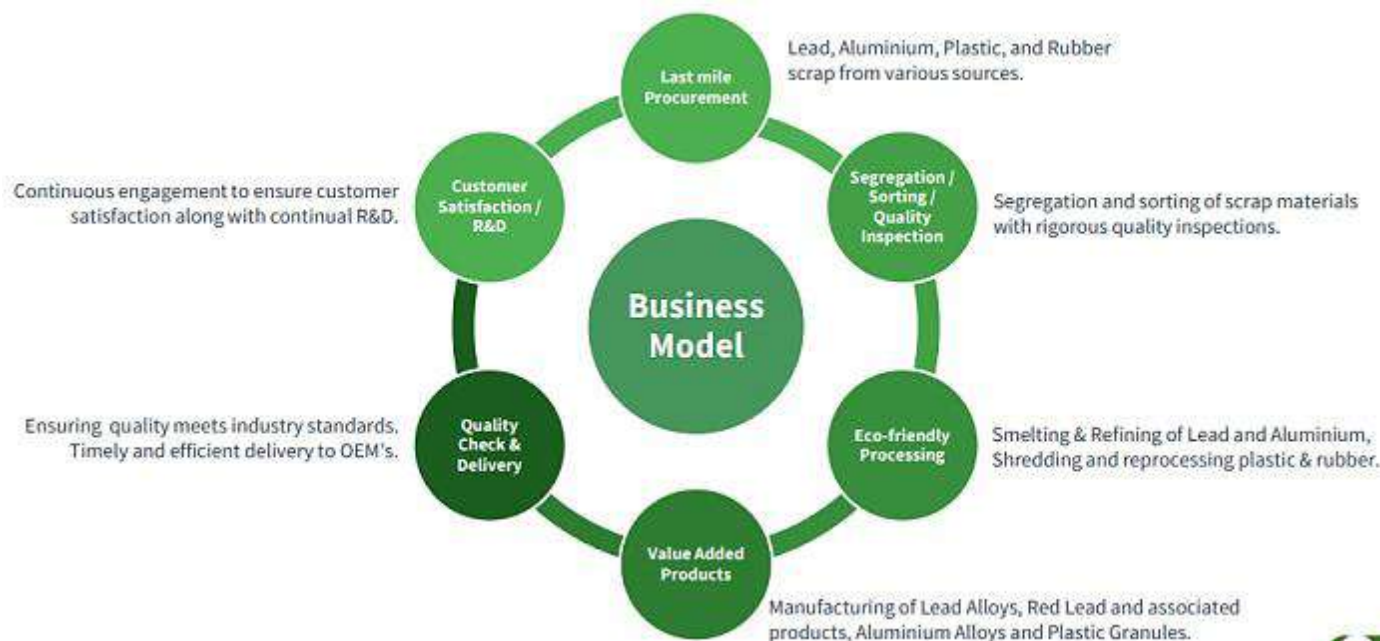 Last mile
Procurement
Lead, Aluminium, Plastic, and Rubber
scrap from various sources.
Segregation /
Sorting /
Quality
Inspection
Segregation and sorting of scrap materials
with rigorous quality inspections.
Eco-friendly
Processing
Smelting & Refining of Lead and Aluminium,
Shredding and reprocessing plastic & rubber.
Value Added
Products
Manufacturing of Lead Alloys, Red Lead and associated
products, Aluminium Alloys and Plastic Granules.
Quality
Check &
Delivery
Ensuring quality meets industry standards.
Timely and efficient delivery to OEM's.
Customer
Satisfaction /
R&D
Continuous engagement to ensure customer
satisfaction along with continual R&D.
Business
Model